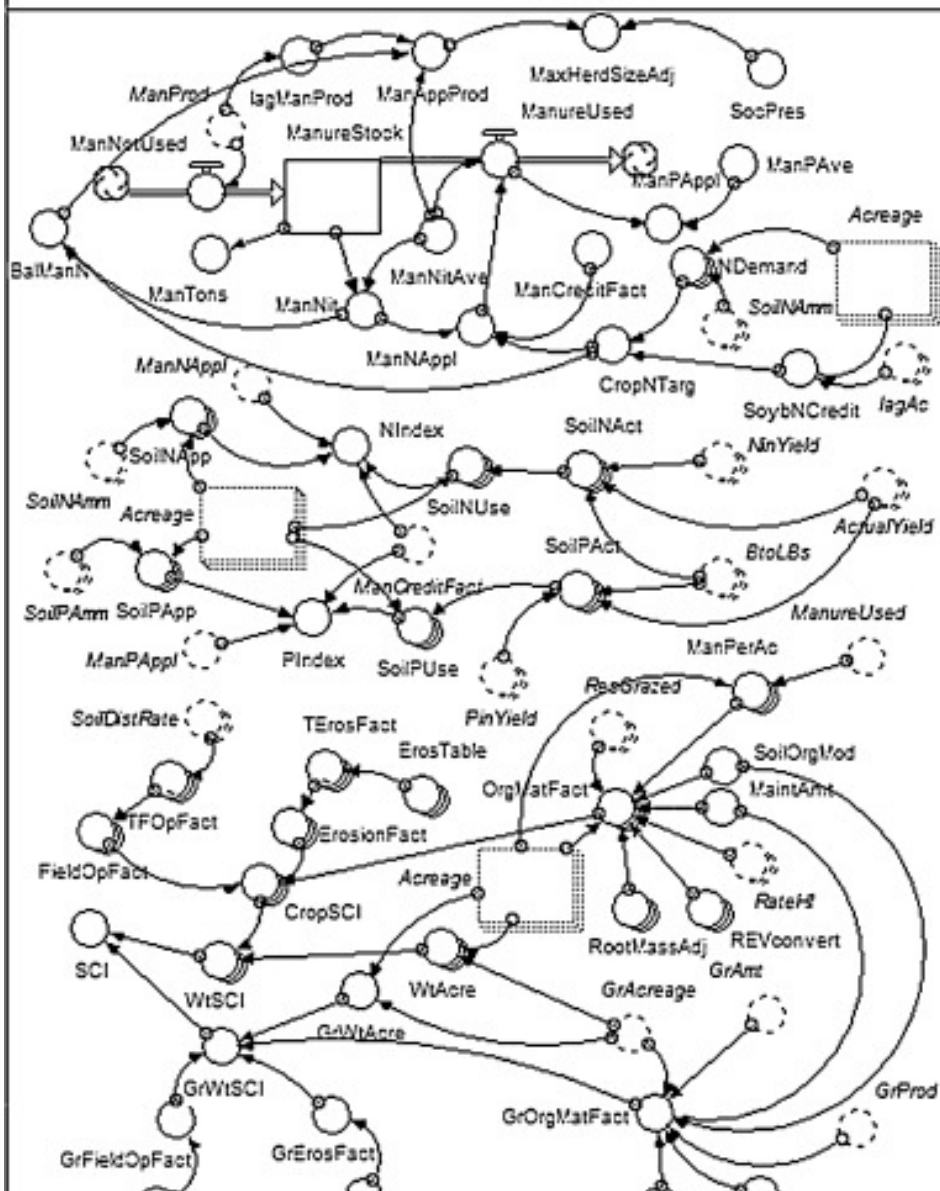 MaxHerdSizeAdj
ManProd
lagManProd
ManAppProd
SocPres
ManNotUsed
ManureStock
ManureUsed
ManPAppl
ManPAve
Acreage
BalManN
ManTons
ManNit
ManNitAve
ManCreditFact
NDemand
SoilNAmm
ManNAppl
ManNAppl
CropNTarg
SoybNCredit
lagAc
SoilNApp
NIndex
SoilNAct
NinYield
SoilNAmm
Acreage
SoilNUse
ActualYield
SoilPAct
BtoLBs
SoilPAmm
SoilPApp
ManCreditFact
ManureUsed
ManPAppl
PIndex
SoilPUse
ManPerAc
PinYield
ResGrazed
SoilDistRate
TErosFact
ErosTable
SoilOrgMod
OrgMatFact
MaintAmt
TFOpFact
ErosionFact
FieldOpFact
Acreage
RateHI
CropSCI
RootMassAdj
REVconvert
SCI
WtSCI
WtAcre
GrAcreage
GrAmt
GrWtAcre
GrWtSCI
GrOrgMatFact
GrProd
GrFieldOpFact
GrErosFact